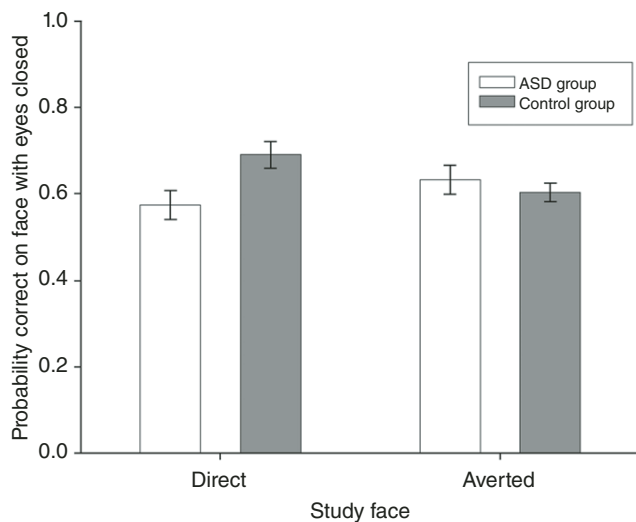 Probability correct on face with eyes closed
1.0
0.8
0.6
0.4
0.2
0.0
ASD group
Control group
Direct
Averted
Study face